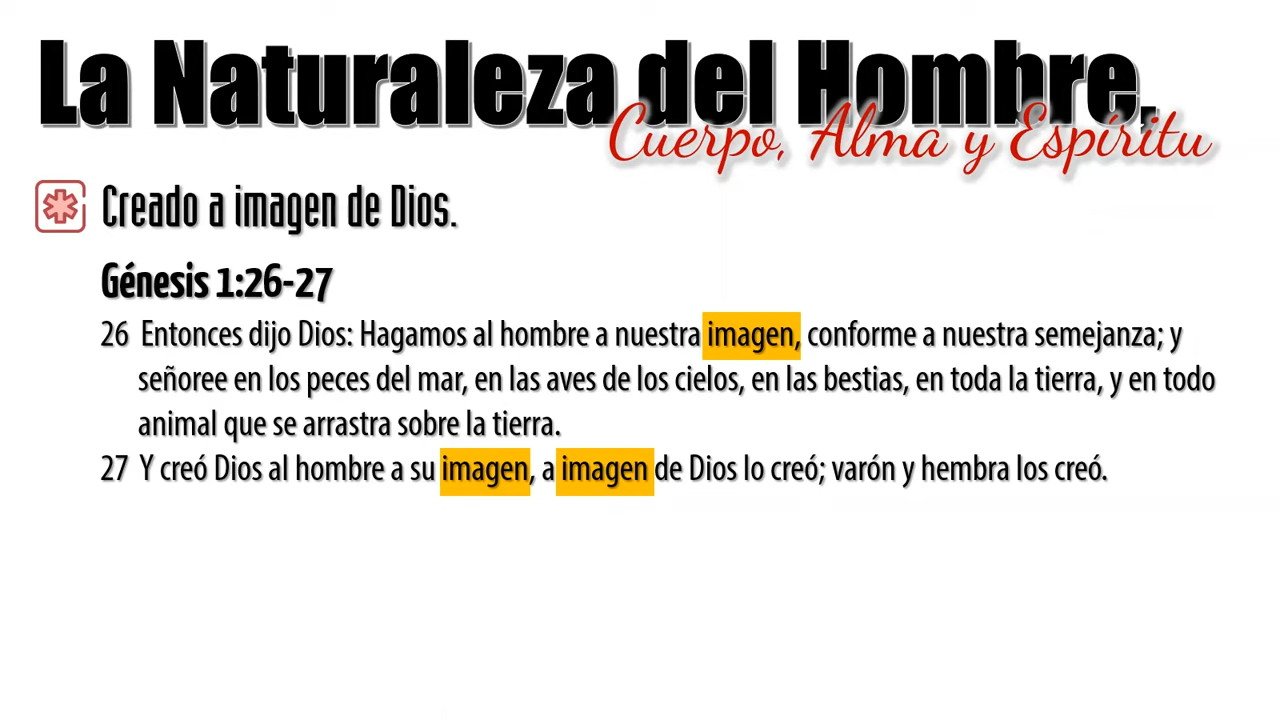 La Naturaleza del Hombre.
Cuerpo, Alma y Espíritu
Creado a imagen de Dios.
Génesis 1:26-27
26 Entonces dijo Dios: Hagamos al hombre a nuestra imagen, conforme a nuestra semejanza; y
señoree en los peces del mar, en las aves de los cielos, en las bestias, en toda la tierra, y en todo
animal que se arrastra sobre la tierra.
27 Y creó Dios al hombre a su imagen, a imagen de Dios lo creó; varón y hembra los creó.